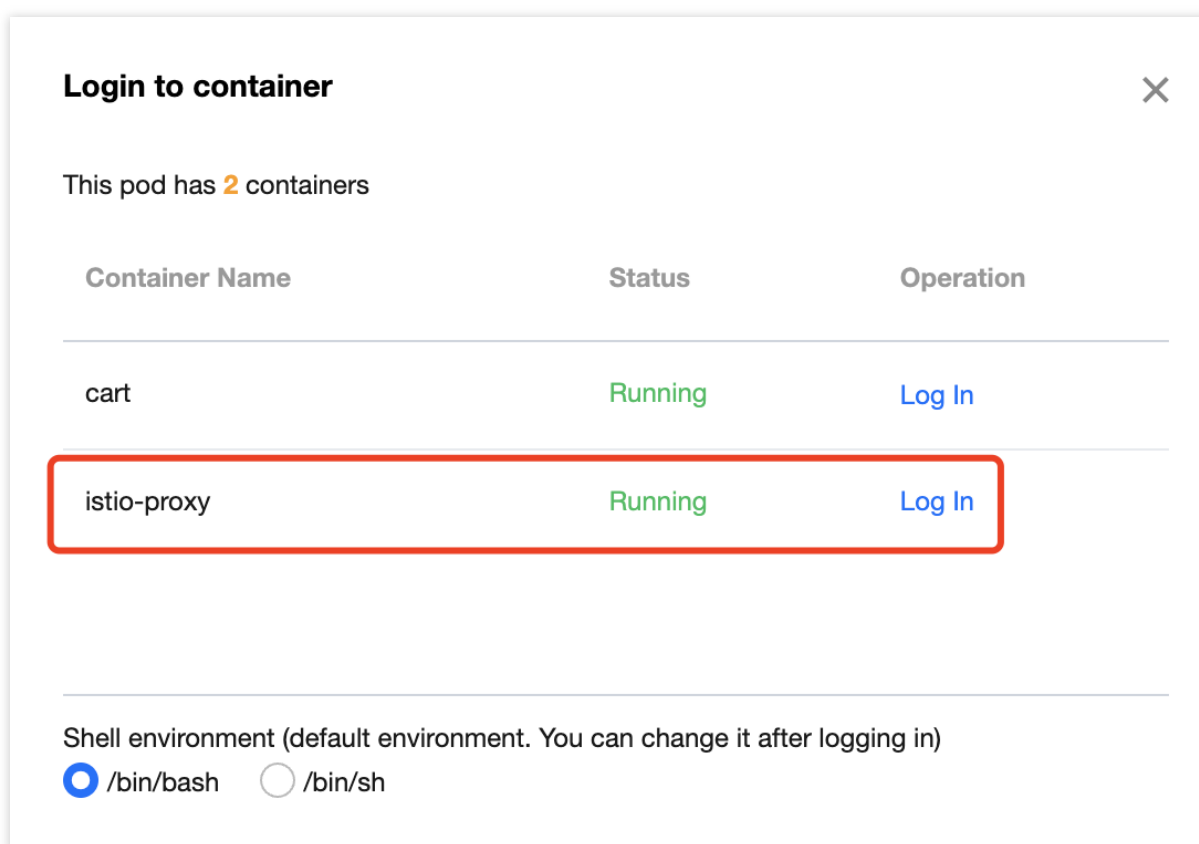 Login to container
This pod has 2 containers
Container Name Status Operation
cart Running Log In
istio-proxy Running Log In
Shell environment (default environment. You can change it after logging in)
/bin/bash /bin/sh